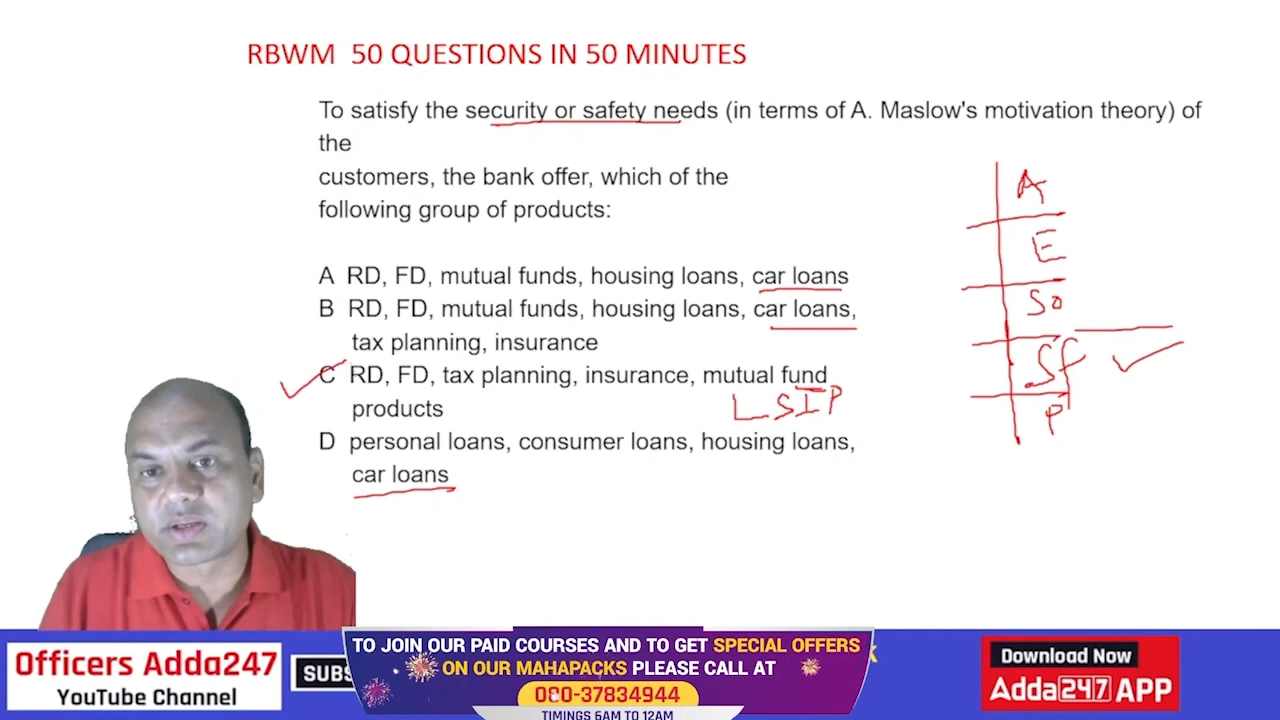 RBWM 50 QUESTIONS IN 50 MINUTES
To satisfy the security or safety needs (in terms of A. Maslow's motivation theory) of
the
customers, the bank offer, which of the
following group of products:
A RD, FD, mutual funds, housing loans, car loans
B RD, FD, mutual funds, housing loans, car loans,
tax planning, insurance
C RD, FD, tax planning, insurance, mutual fund
products
D personal loans, consumer loans, housing loans,
car loans
LSIP
A
E
SO
Sf
P
Officers Adda247
YouTube Channel
SUBS
TO JOIN OUR PAID COURSES AND TO GET SPECIAL OFFERS
ON OUR MAHAPACKS PLEASE CALL AT
080-37834944
TIMINGS 6AM TO 12AM
Download Now
Adda247 APP